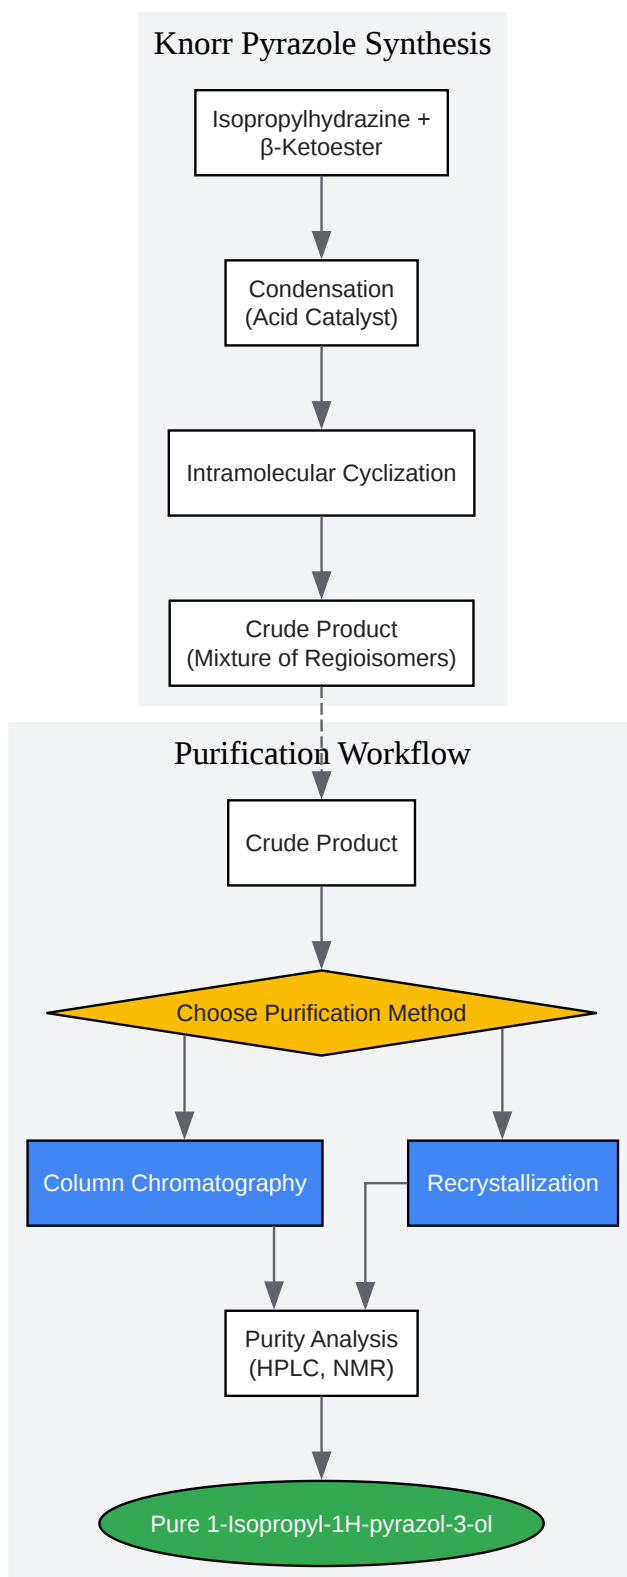 Knorr Pyrazole Synthesis
Isopropylhydrazine +
β-Ketoester
Condensation
(Acid Catalyst)
Intramolecular Cyclization
Crude Product
(Mixture of Regioisomers)
Purification Workflow
Crude Product
Choose Purification Method
Column Chromatography
Recrystallization
Purity Analysis
(HPLC, NMR)
Pure 1-Isopropyl-1H-pyrazol-3-ol